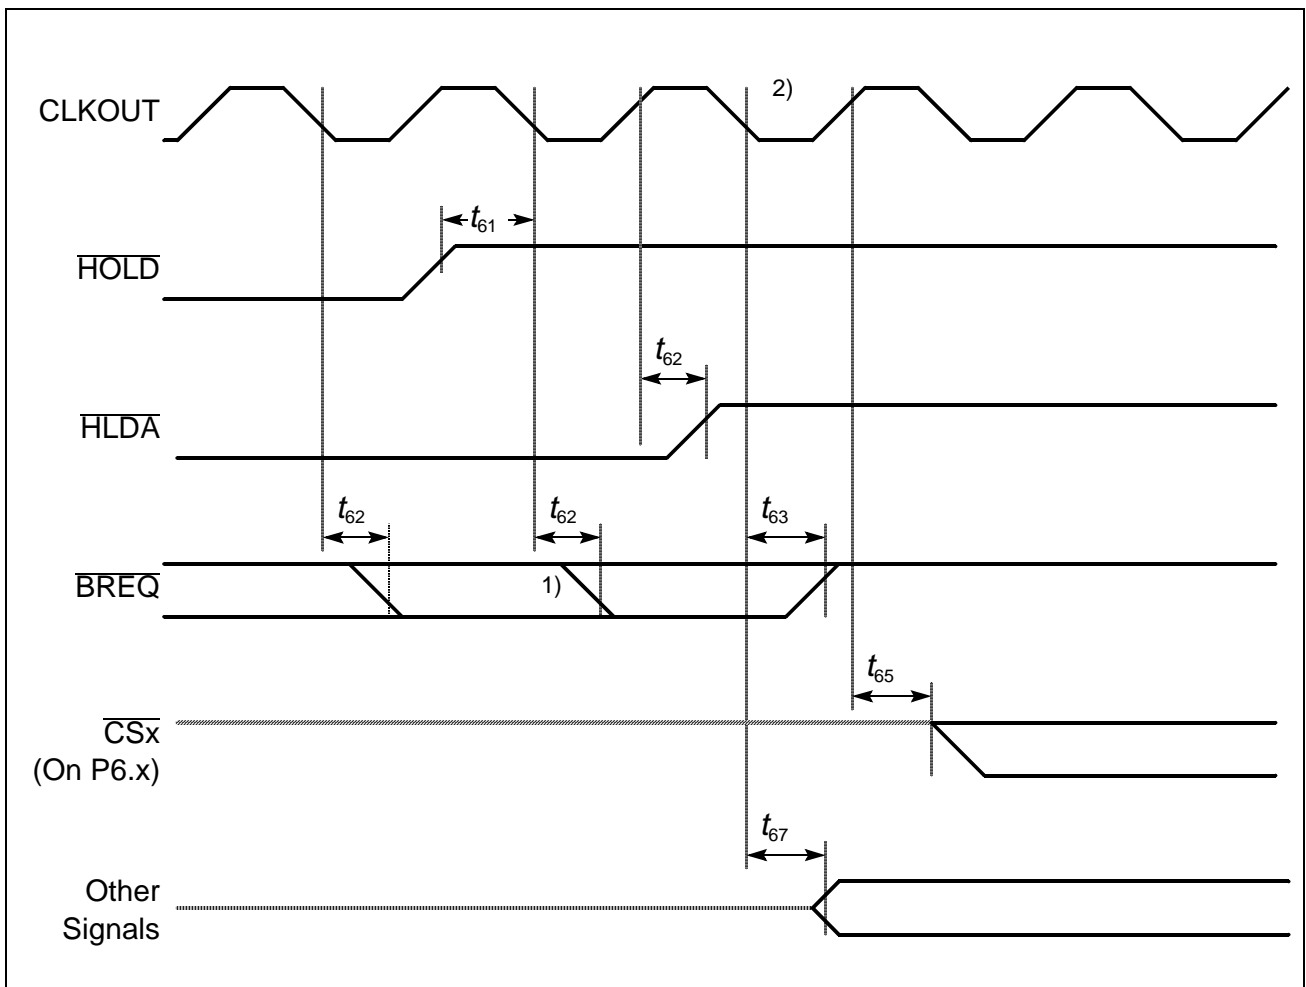 2)
CLKOUT
t61
HOLD
t62
HLDA
t62
t62
t63
BREQ
1)
t65
CSx
(On P6.x)
t67
Other
Signals